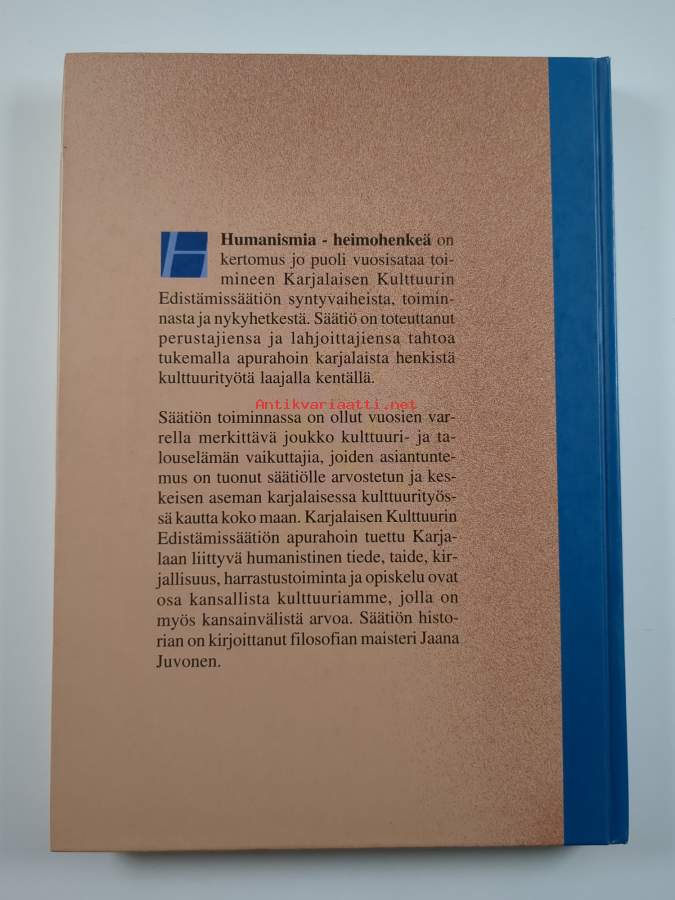 Humanismia - heimohenkeä on
kertomus jo puoli vuosisataa toi-
mineen Karjalaisen Kulttuurin
Edistämissäätiön syntyvaiheista, toimin-
nasta ja nykyhetkestä. Säätiö on toteuttanut
perustajiensa ja lahjoittajiensa tahtoa
tukemalla apurahoin karjalaista henkistä
kulttuurityötä laajalla kentällä.
Antikvariaatti.net
Säätiön toiminnassa on ollut vuosien var-
rella merkittävä joukko kulttuuri- ja ta-
louselämän vaikuttajia, joiden asiantunte-
mus on tuonut säätiölle arvostetun ja kes-
keisen aseman karjalaisessa kulttuurityös-
sä kautta koko maan. Karjalaisen Kulttuurin
Edistämissäätiön apurahoin tuettu Karja-
laan liittyvä humanistinen tiede, taide, kir-
jallisuus, harrastustoiminta ja opiskelu ovat
osa kansallista kulttuuriamme, jolla on
myös kansainvälistä arvoa. Säätiön histo-
rian on kirjoittanut filosofian maisteri Jaana
Juvonen.